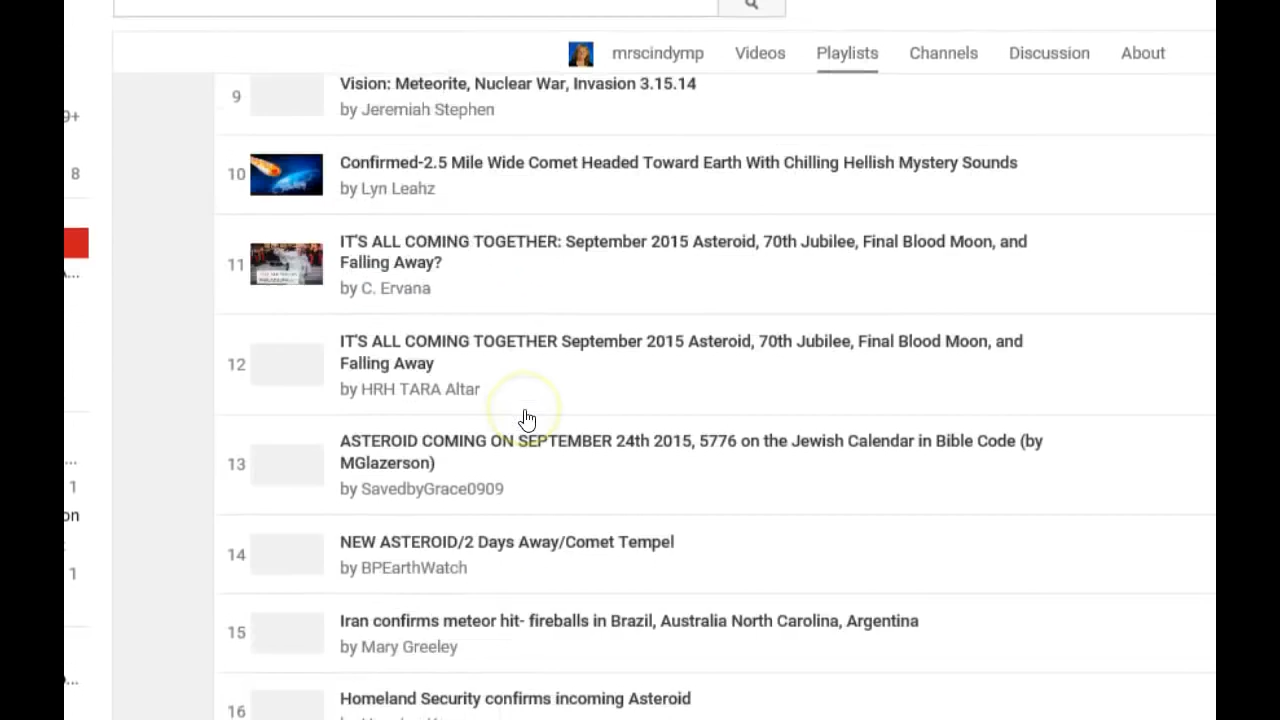 mrscindymp Videos Playlists Channels Discussion About
9+
8
A...
...
1
on
1
...
9 Vision: Meteorite, Nuclear War, Invasion 3.15.14
by Jeremiah Stephen
10 Confirmed-2.5 Mile Wide Comet Headed Toward Earth With Chilling Hellish Mystery Sounds
by Lyn Leahz
11 IT'S ALL COMING TOGETHER: September 2015 Asteroid, 70th Jubilee, Final Blood Moon, and
Falling Away?
by C. Ervana
12 IT'S ALL COMING TOGETHER September 2015 Asteroid, 70th Jubilee, Final Blood Moon, and
Falling Away
by HRH TARA Altar
13 ASTEROID COMING ON SEPTEMBER 24th 2015, 5776 on the Jewish Calendar in Bible Code (by
MGlazerson)
by SavedbyGrace0909
14 NEW ASTEROID/2 Days Away/Comet Tempel
by BPEarthWatch
15 Iran confirms meteor hit- fireballs in Brazil, Australia North Carolina, Argentina
by Mary Greeley
16 Homeland Security confirms incoming Asteroid